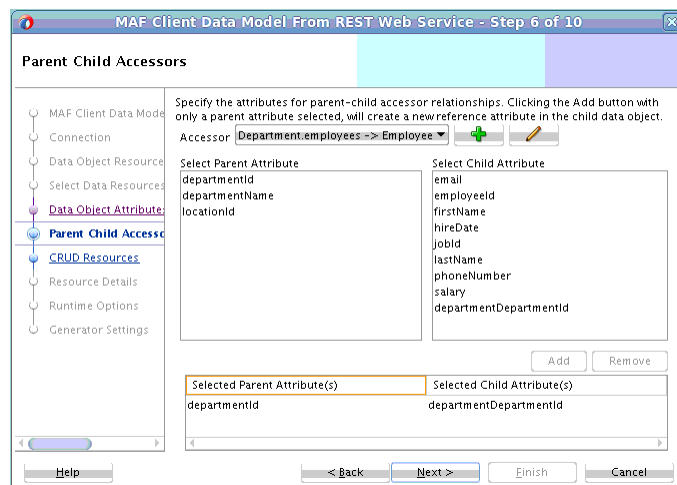 MAF Client Data Model From REST Web Service - Step 6 of 10
Parent Child Accessors
MAF Client Data Mode
Connection
Data Object Resource
Select Data Resources
Data Object Attribute:
Parent Child Accesso
CRUD Resources
Resource Details
Runtime Options
Generator Settings
Specify the attributes for parent-child accessor relationships. Clicking the Add button with
only a parent attribute selected, will create a new reference attribute in the child data object.
Accessor Department.employees -> Employee
Select Parent Attribute
departmentId
departmentName
locationId
Select Child Attribute
email
employeeId
firstName
hireDate
jobId
lastName
phoneNumber
salary
departmentDepartmentId
Add Remove
Selected Parent Attribute(s) Selected Child Attribute(s)
departmentId departmentDepartmentId
Help < Back Next > Finish Cancel